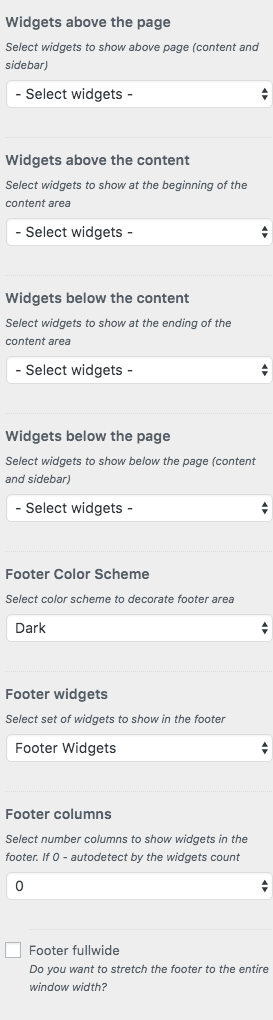 Widgets above the page
Select widgets to show above page (content and
sidebar)
- Select widgets -
Widgets above the content
Select widgets to show at the beginning of the
content area
- Select widgets -
Widgets below the content
Select widgets to show at the ending of the
content area
- Select widgets -
Widgets below the page
Select widgets to show below the page (content
and sidebar)
- Select widgets -
Footer Color Scheme
Select color scheme to decorate footer area
Dark
Footer widgets
Select set of widgets to show in the footer
Footer Widgets
Footer columns
Select number columns to show widgets in the
footer. If 0 - autodetect by the widgets count
0
Footer fullwide
Do you want to stretch the footer to the entire
window width?